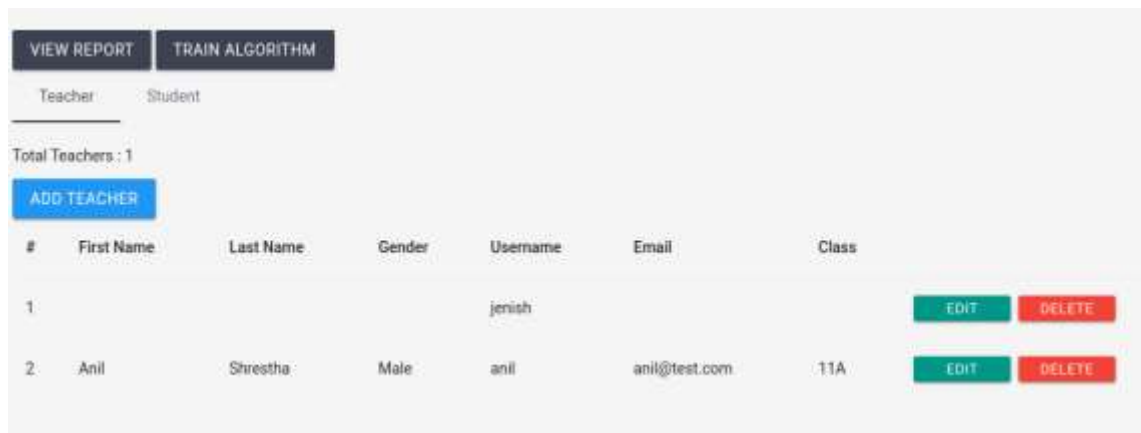 VIEW REPORT TRAIN ALGORITHM
Teacher Student
Total Teachers : 1
ADD TEACHER
# First Name Last Name Gender Username Email Class
1 jenish EDIT DELETE
2 Anil Shrestha Male anil anil@test.com 11A EDIT DELETE